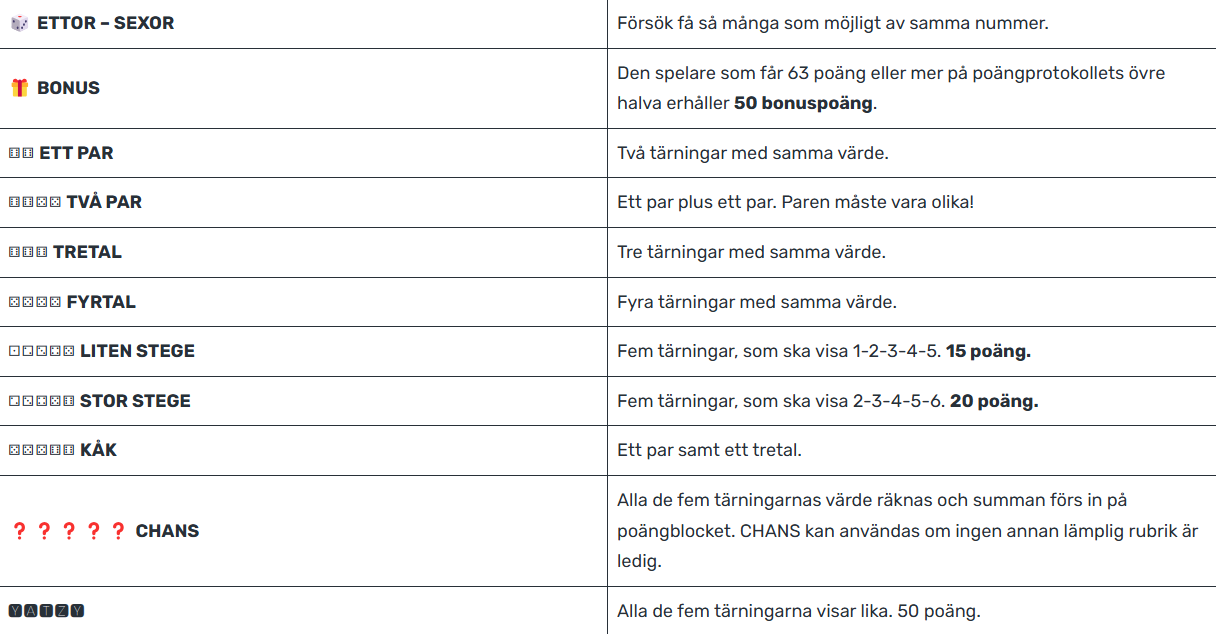 🎲 ETTOR – SEXOR
Försök få så många som möjligt av samma nummer.
🎁 BONUS
Den spelare som får 63 poäng eller mer på poängprotokollets övre
halva erhåller 50 bonuspoäng.
⚅⚅ ETT PAR
Två tärningar med samma värde.
⚅⚅⚄⚄ TVÅ PAR
Ett par plus ett par. Paren måste vara olika!
⚅⚅⚅ TRETAL
Tre tärningar med samma värde.
⚄⚄⚄⚄ FYRTAL
Fyra tärningar med samma värde.
⚀⚁⚂⚃⚄ LITEN STEGE
Fem tärningar, som ska visa 1-2-3-4-5. 15 poäng.
⚁⚂⚃⚄⚅ STOR STEGE
Fem tärningar, som ska visa 2-3-4-5-6. 20 poäng.
⚄⚄⚄⚅⚅ KÅK
Ett par samt ett tretal.
❓ ❓ ❓ ❓ ❓ CHANS
Alla de fem tärningarnas värde räknas och summan förs in på
poängblocket. CHANS kan användas om ingen annan lämplig rubrik är
ledig.
🆈🅰🆃🆉🆈
Alla de fem tärningarna visar lika. 50 poäng.